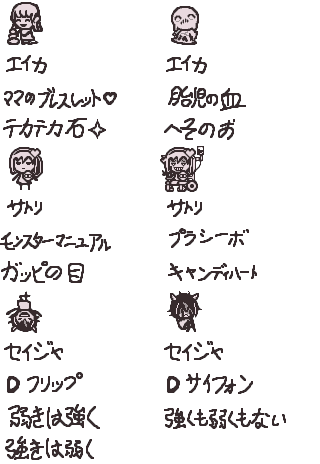 エイカ
ママのブレスレット♡
テカテカ石✧
エイカ
胎児の血
へそのお
サトリ
モンスターマニュアル
ガッピの目
サトリ
プラシーボ
キャンディハート
セイジャ
D フリップ
弱きは強く
強きは弱く
セイジャ
D サイフォン
強くも弱くもない